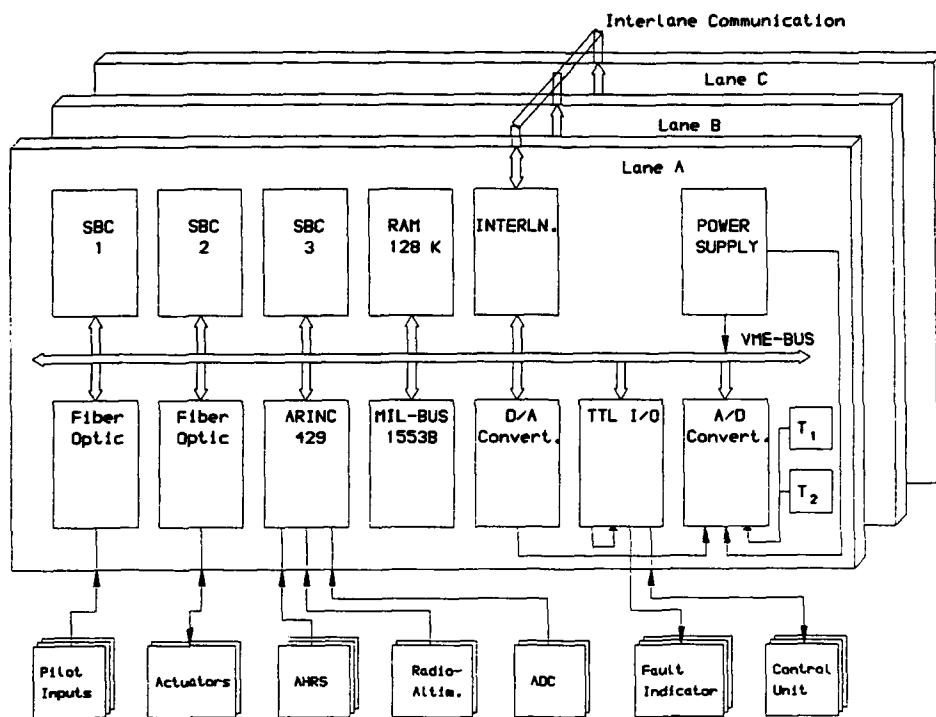 Interlane Communication
Lane C
Lane B
Lane A
SBC
1
SBC
2
SBC
3
RAM
128 K
INTERLN.
POWER
SUPPLY
VME-BUS
Fiber
Optic
Fiber
Optic
ARINC
429
MIL-BUS
1553B
D/A
Convert.
TTL I/O
A/D
Convert.
T1
T2
Pilot
Inputs
Actuators
AHRS
Radio-
Altim.
ADC
Fault
Indicator
Control
Unit